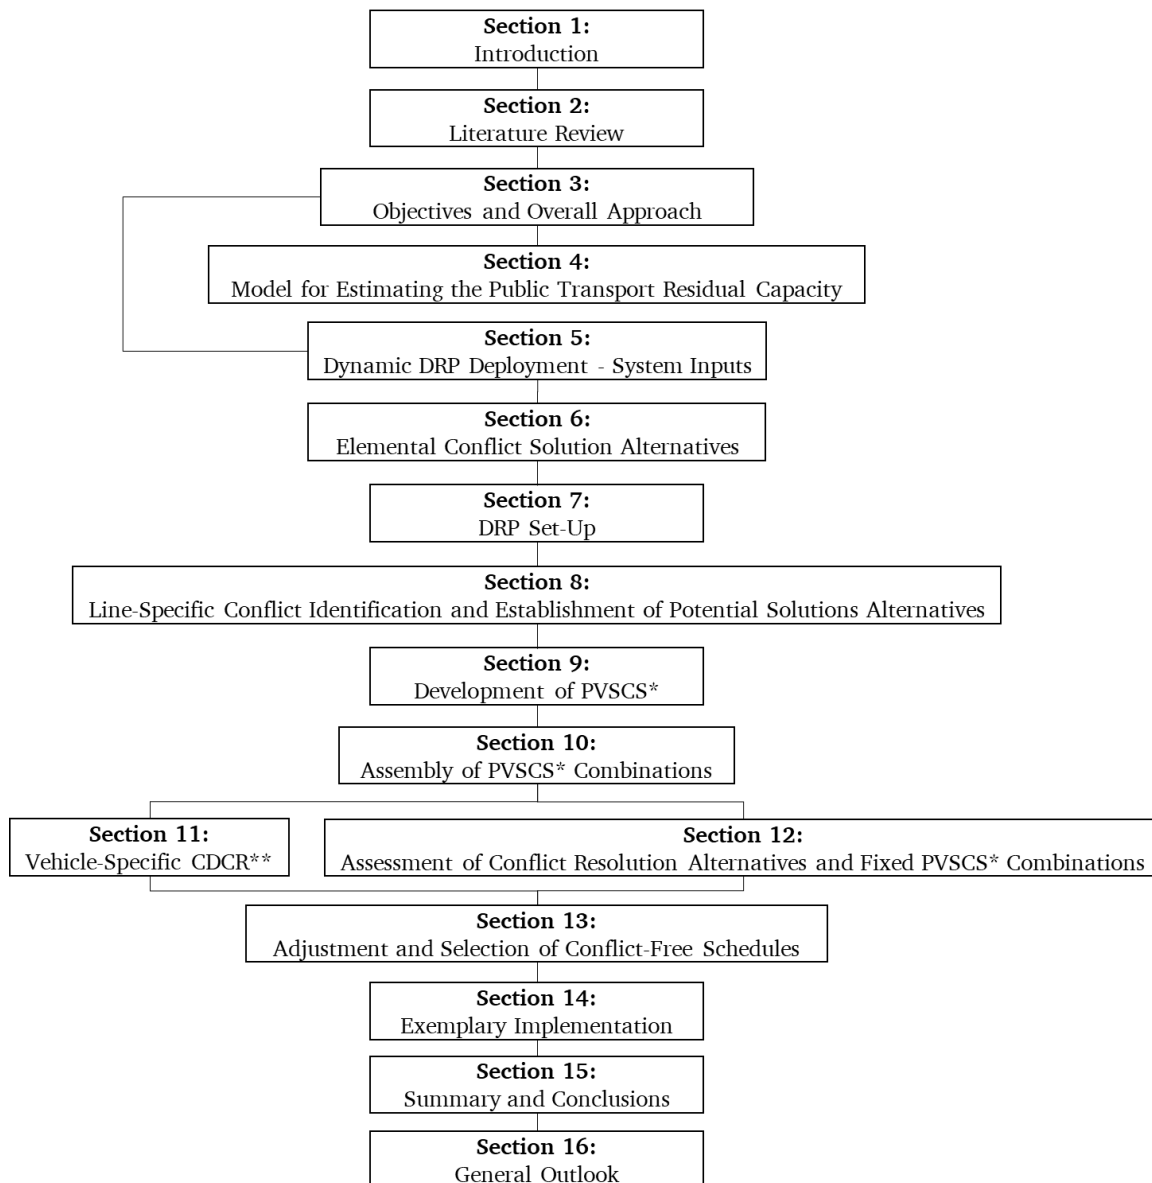 Section 1:
Introduction
Section 2:
Literature Review
Section 3:
Objectives and Overall Approach
Section 4:
Model for Estimating the Public Transport Residual Capacity
Section 5:
Dynamic DRP Deployment - System Inputs
Section 6:
Elemental Conflict Solution Alternatives
Section 7:
DRP Set-Up
Section 8:
Line-Specific Conflict Identification and Establishment of Potential Solutions Alternatives
Section 9:
Development of PVSCS*
Section 10:
Assembly of PVSCS* Combinations
Section 11:
Vehicle-Specific CDCR**
Section 12:
Assessment of Conflict Resolution Alternatives and Fixed PVSCS* Combinations
Section 13:
Adjustment and Selection of Conflict-Free Schedules
Section 14:
Exemplary Implementation
Section 15:
Summary and Conclusions
Section 16:
General Outlook